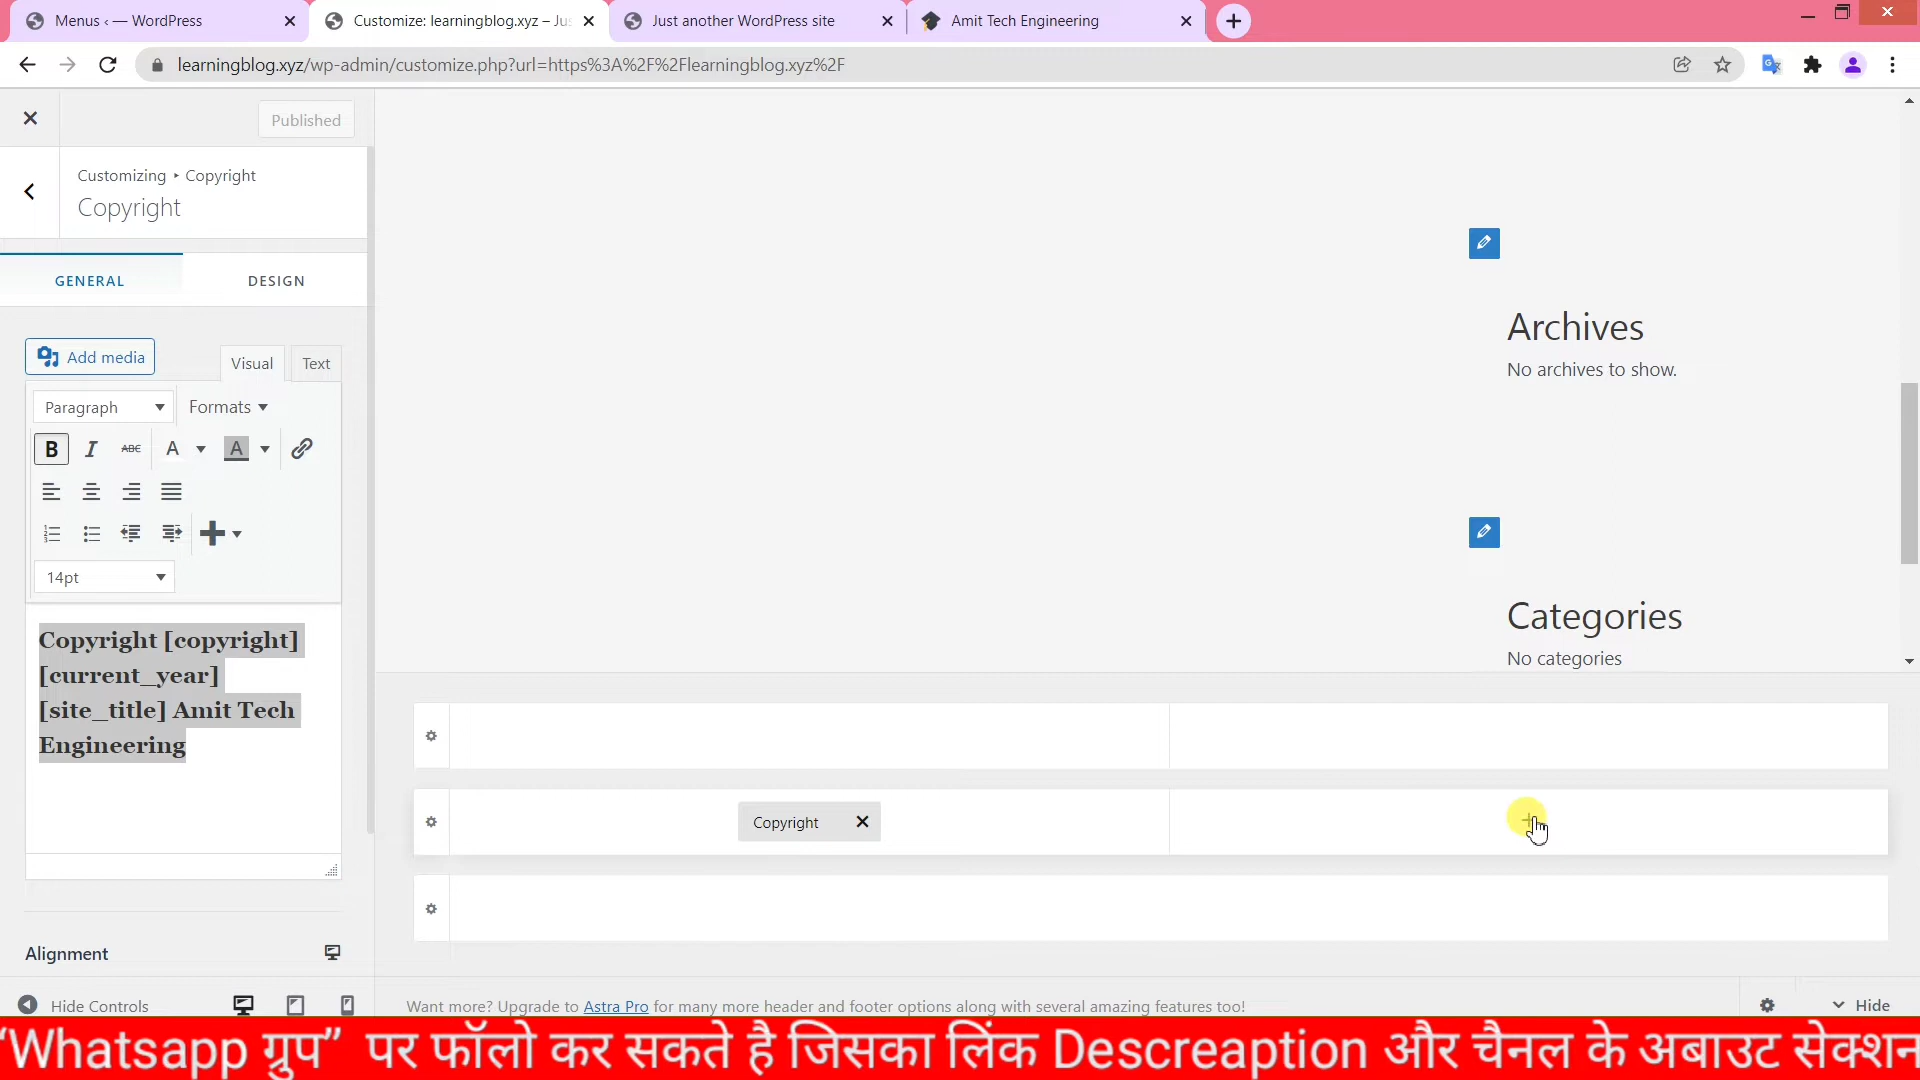 Menus ‹ — WordPress
Customize: learningblog.xyz – Jus
Just another WordPress site
Amit Tech Engineering
learningblog.xyz/wp-admin/customize.php?url=https%3A%2F%2Flearningblog.xyz%2F
Published
Customizing ▸ Copyright
Copyright
GENERAL
DESIGN
Add media
Visual
Text
Paragraph
Formats
B
I
ABC
A
A
14pt
Copyright [copyright]
[current_year]
[site_title] Amit Tech
Engineering
Alignment
Hide Controls
Archives
No archives to show.
Categories
No categories
Copyright
Want more? Upgrade to Astra Pro for many more header and footer options along with several amazing features too!
Hide
“Whatsapp ग्रुप” पर फॉलो कर सकते है जिसका लिंक Descreaption और चैनल के अबाउट सेक्शन